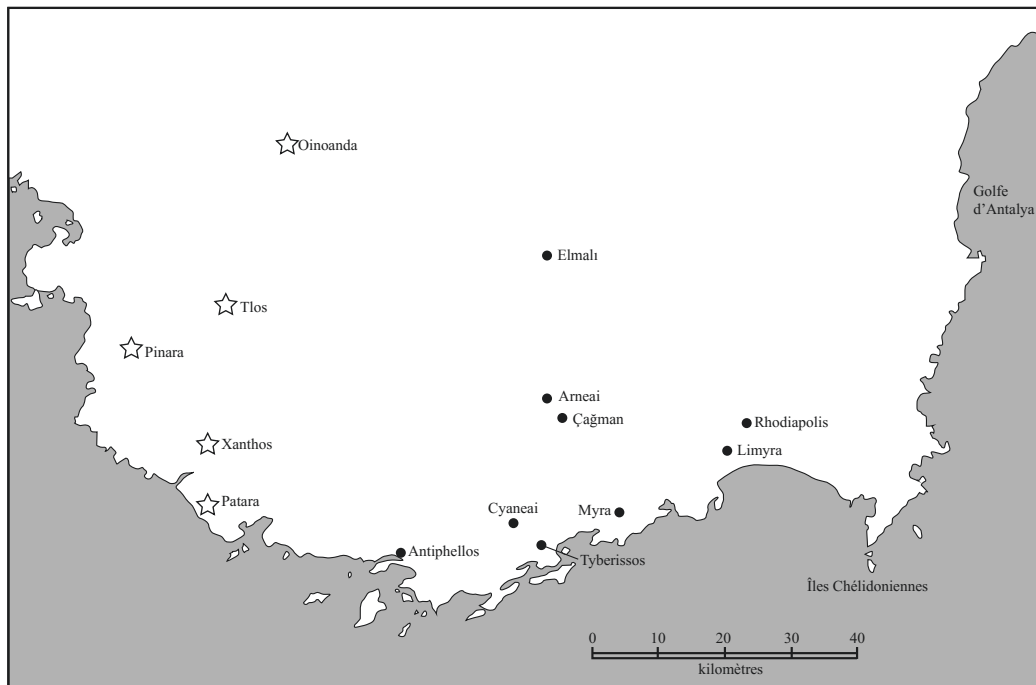 Oinoanda
Golfe
d'Antalya
Elmalı
Tlos
Pinara
Arneai
Çağman
Rhodiapolis
Xanthos
Limyra
Patara
Cyaneai
Myra
Antiphellos
Tyberissos
Îles Chélidoniennes
0 10 20 30 40
kilomètres